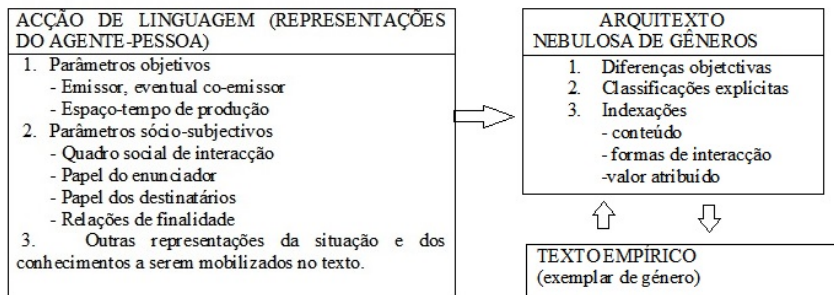 ACÇÃO DE LINGUAGEM (REPRESENTAÇÕES
DO AGENTE-PESSOA)
1. Parâmetros objetivos
- Emissor, eventual co-emissor
- Espaço-tempo de produção
2. Parâmetros sócio-subjectivos
- Quadro social de interacção
- Papel do enunciador
- Papel dos destinatários
- Relações de finalidade
3. Outras representações da situação e dos
conhecimentos a serem mobilizados no texto.
ARQUITEXTO
NEBULOSA DE GÊNEROS
1. Diferenças objetctivas
2. Classificações explícitas
3. Indexações
- conteúdo
- formas de interacção
-valor atribuído
TEXTO EMPÍRICO
(exemplar de género)